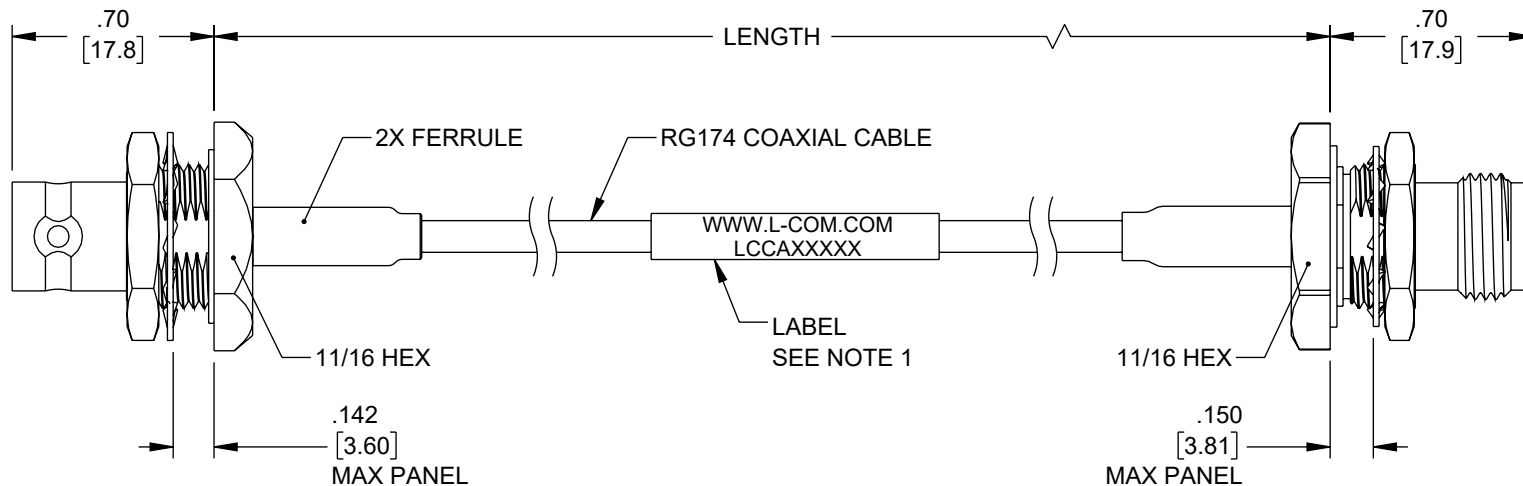 .70
[17.8]
LENGTH
.70
[17.9]
2X FERRULE
RG174 COAXIAL CABLE
WWW.L-COM.COM
LCCAXXXXX
LABEL
SEE NOTE 1
11/16 HEX
11/16 HEX
.142
[3.60]
MAX PANEL
.150
[3.81]
MAX PANEL